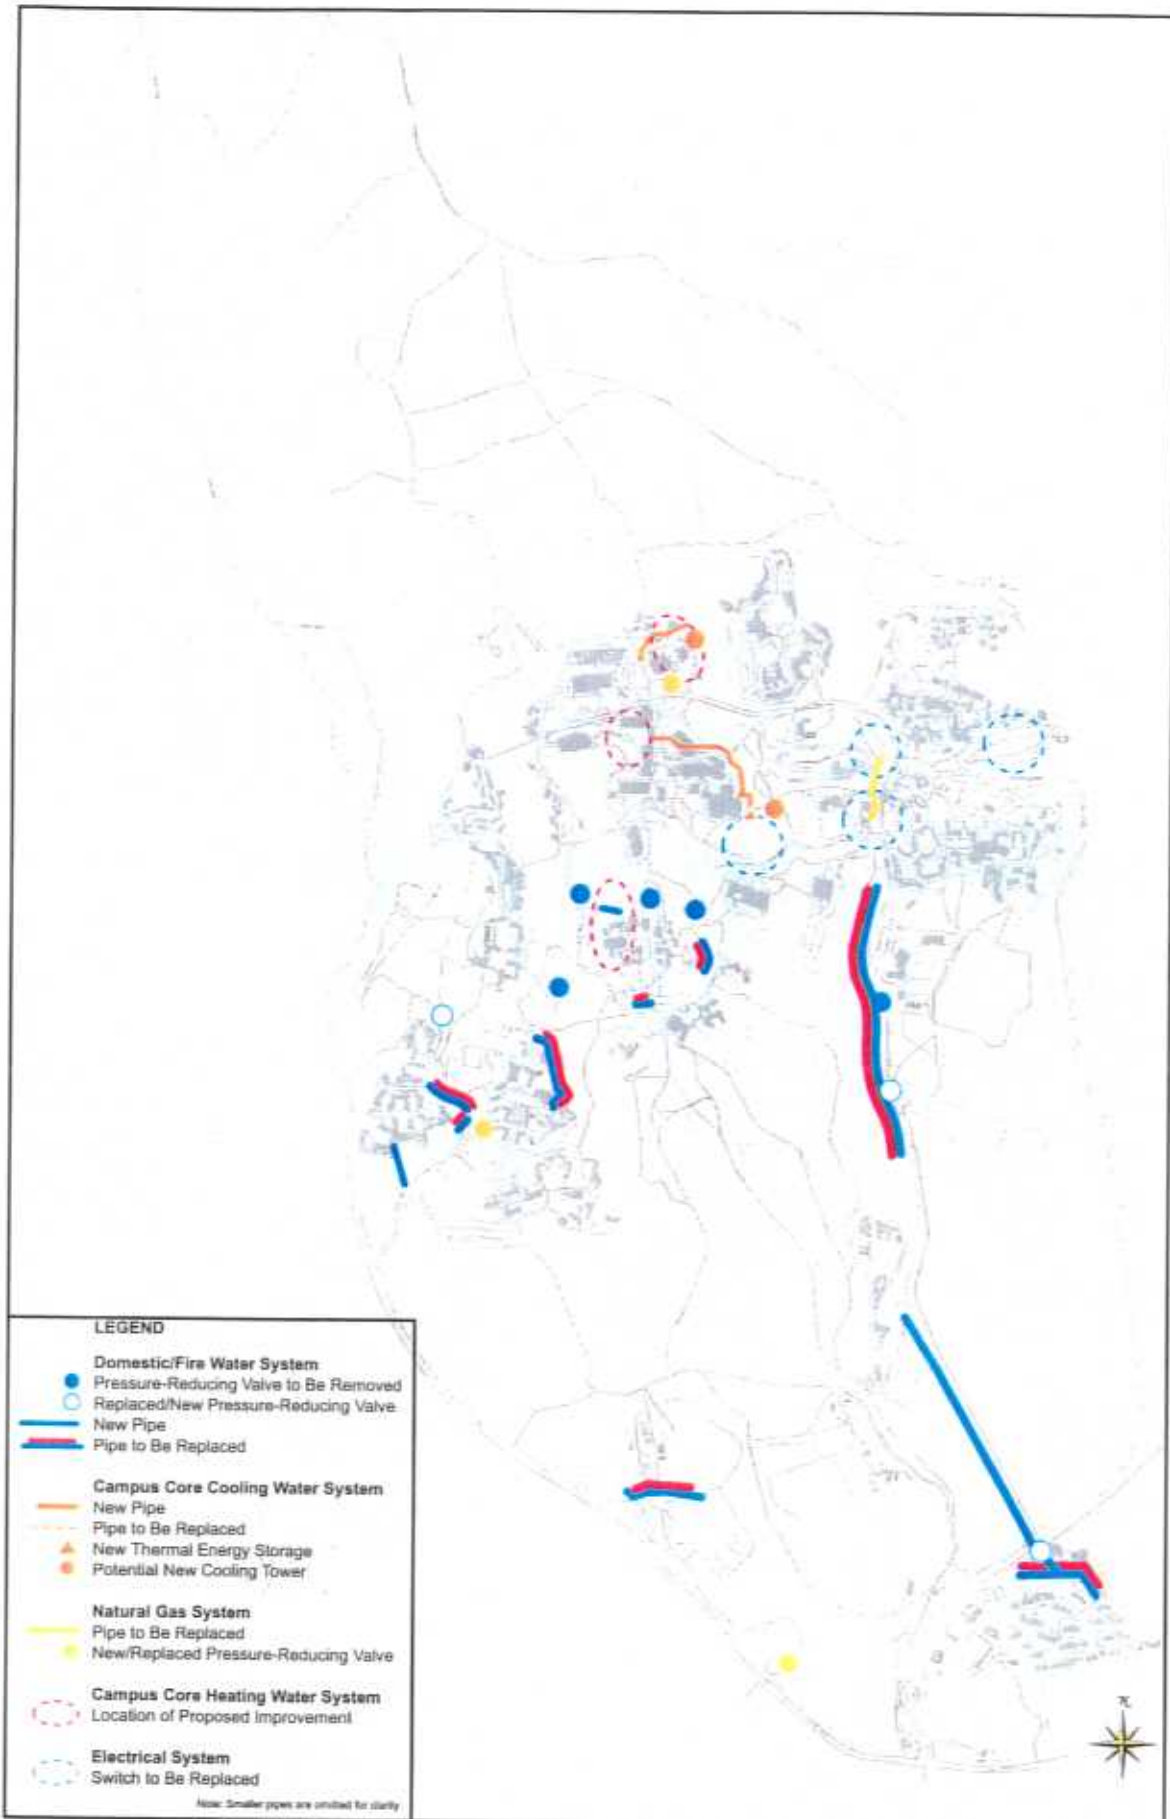 LEGEND
Domestic/Fire Water System
Pressure-Reducing Valve to Be Removed
Replaced/New Pressure-Reducing Valve
New Pipe
Pipe to Be Replaced
Campus Core Cooling Water System
New Pipe
Pipe to Be Replaced
New Thermal Energy Storage
Potential New Cooling Tower
Natural Gas System
Pipe to Be Replaced
New/Replaced Pressure-Reducing Valve
Campus Core Heating Water System
Location of Proposed Improvement
Electrical System
Switch to Be Replaced
Note: Smaller pipes are omitted for clarity